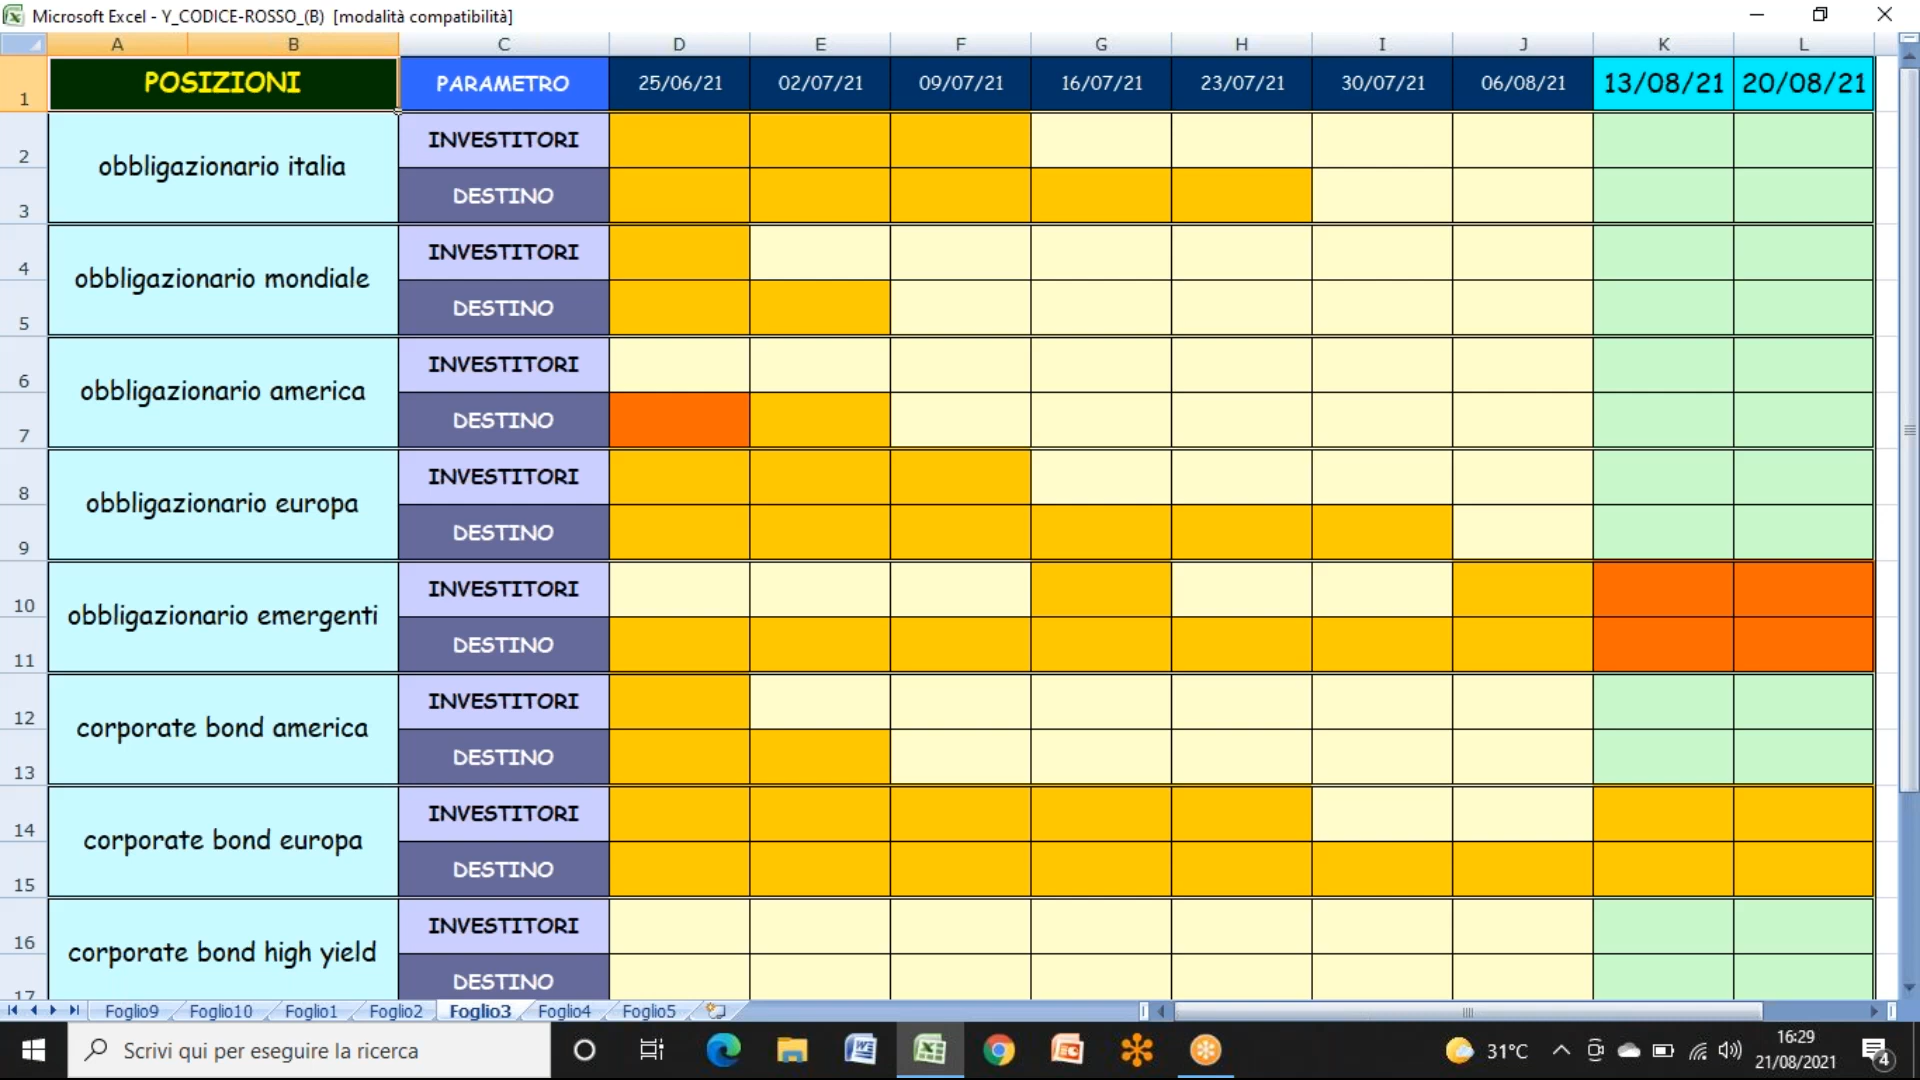 Microsoft Excel - Y_CODICE-ROSSO_(B) [modalità compatibilità]
A B C D E F G H I J K L
1 POSIZIONI PARAMETRO 25/06/21 02/07/21 09/07/21 16/07/21 23/07/21 30/07/21 06/08/21 13/08/21 20/08/21
2 obbligazionario italia INVESTITORI
3 DESTINO
4 obbligazionario mondiale INVESTITORI
5 DESTINO
6 obbligazionario america INVESTITORI
7 DESTINO
8 obbligazionario europa INVESTITORI
9 DESTINO
10 obbligazionario emergenti INVESTITORI
11 DESTINO
12 corporate bond america INVESTITORI
13 DESTINO
14 corporate bond europa INVESTITORI
15 DESTINO
16 corporate bond high yield INVESTITORI
17 DESTINO
Foglio9 Foglio10 Foglio1 Foglio2 Foglio3 Foglio4 Foglio5
Scrivi qui per eseguire la ricerca
31°C
16:29
21/08/2021
4